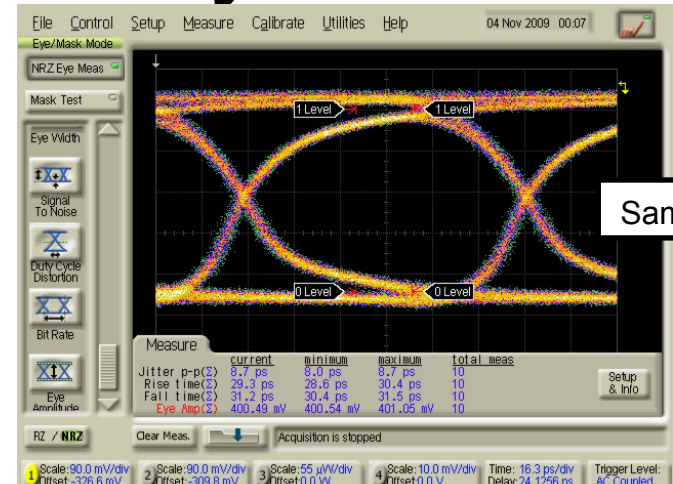 File Control Setup Measure Calibrate Utilities Help 04 Nov 2009 00:07
Eye/Mask Mode
NRZ Eye Meas
Mask Test
1 Level 1 Level
Eye Width
Signal
To Noise
Sam
Duty Cycle
Distortion
0 Level 0 Level
Bit Rate
Measure
current minimum maximum total meas
Jitter p-p(Σ) 8.7 ps 8.0 ps 8.7 ps 10
Rise time(Σ) 29.3 ps 28.6 ps 30.4 ps 10
Fall time(Σ) 31.2 ps 30.4 ps 31.5 ps 10
Eye Amp(Σ) 400.49 mV 400.54 mV 401.05 mV 10
Setup
& Info
Eye
Amplitude
RZ / NRZ Clear Meas. Acquisition is stopped
1 Scale:90.0 mV/div 2 Scale:90.0 mV/div 3 Scale:55 µW/div 4 Scale:10.0 mV/div Time: 16.3 ps/div Trigger Level:
Offset:-326.6 mV Offset:-309.8 mV Offset:0.0 W Offset:0.0 V Delay:24.1256 ns AC Coupled